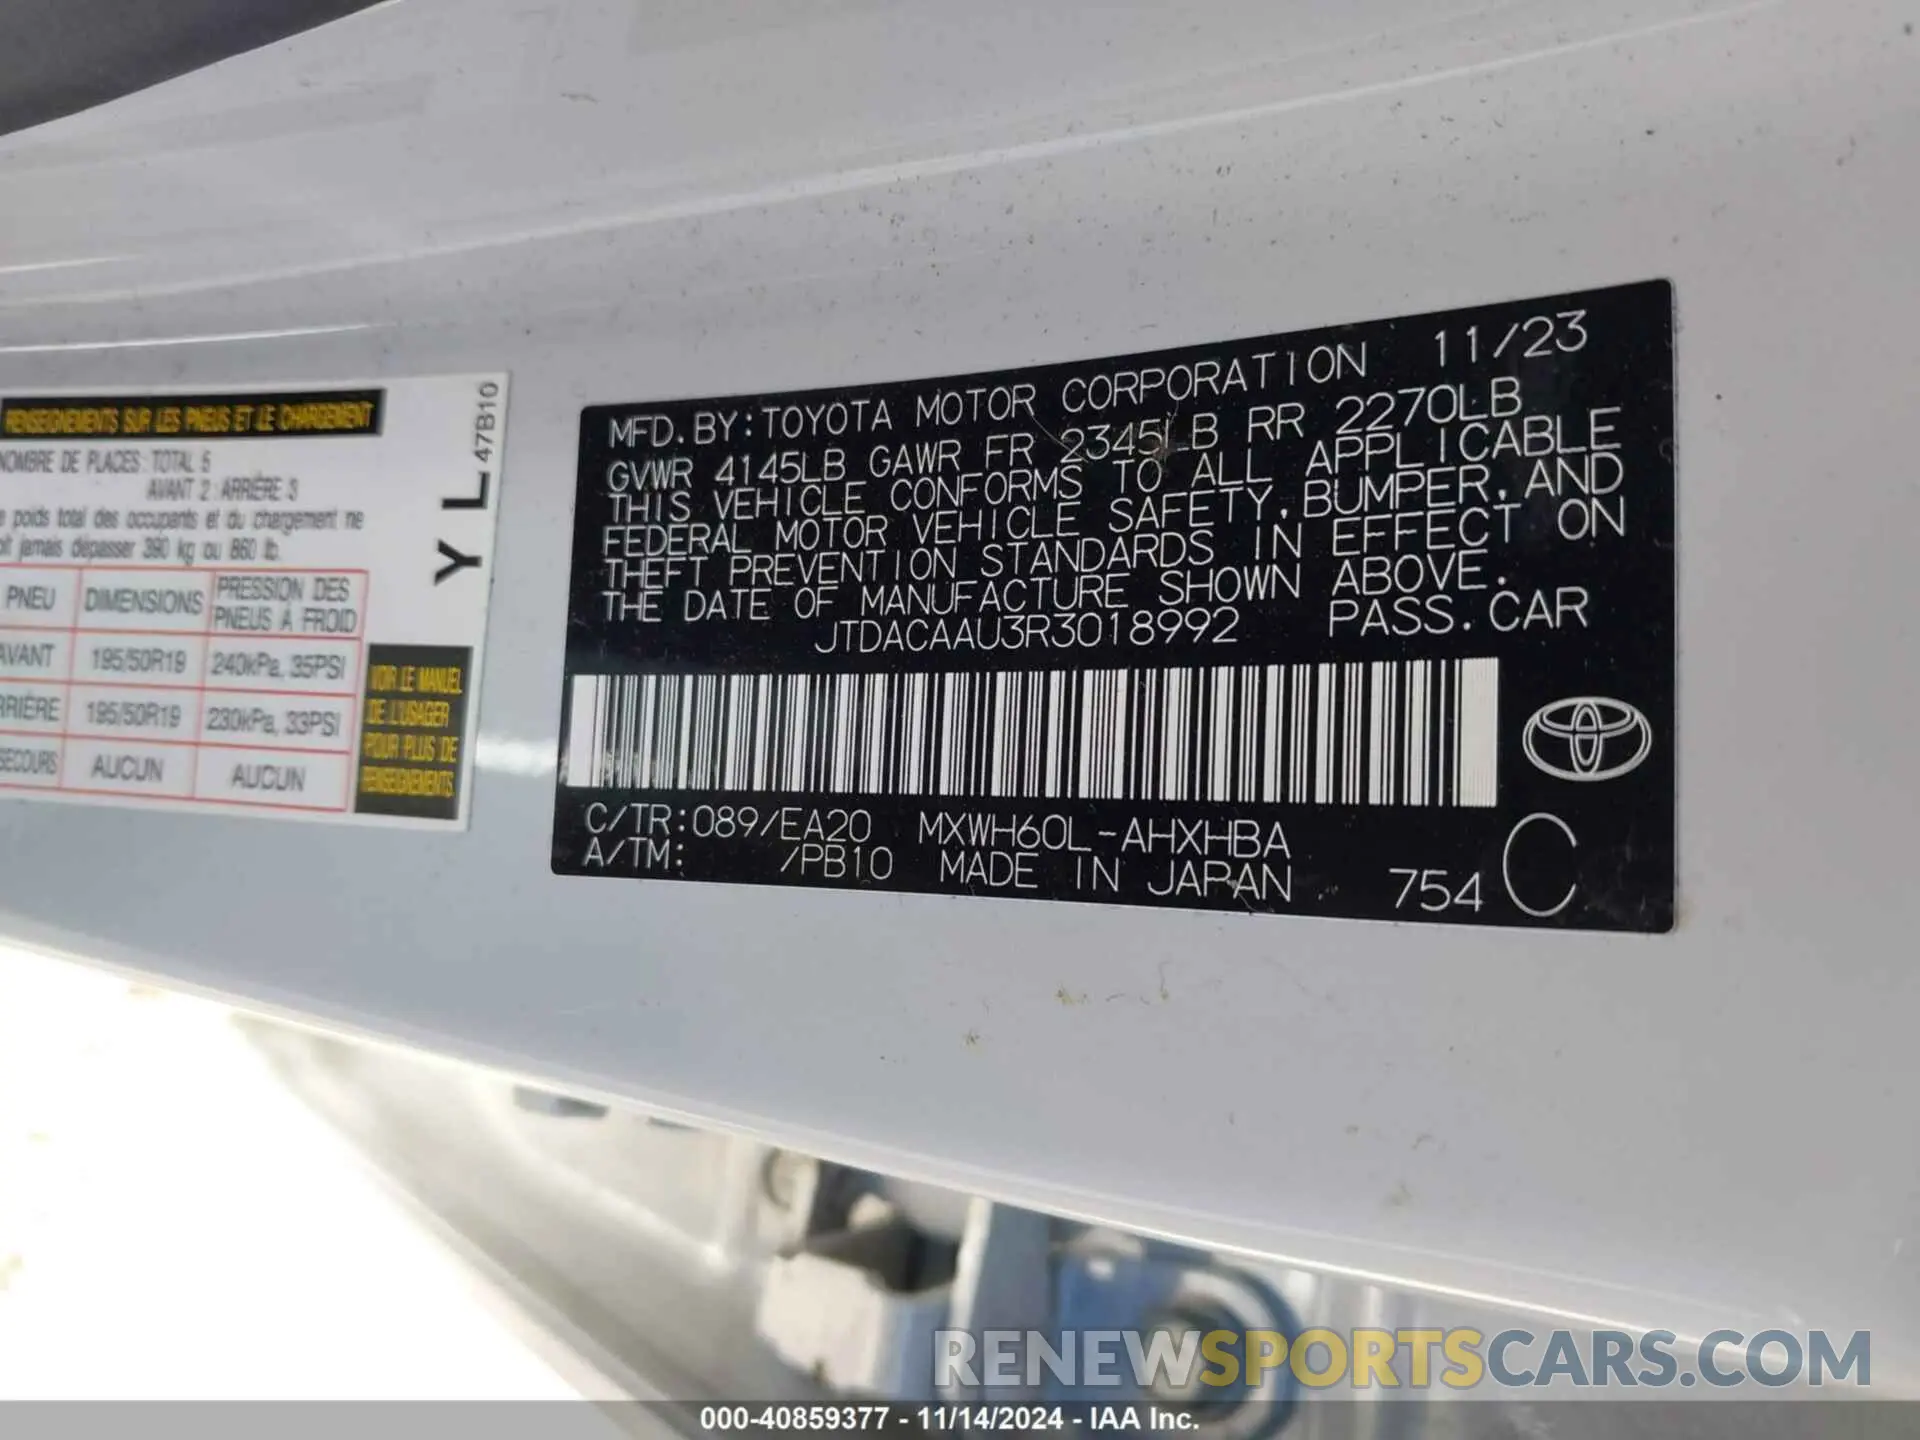 RENSEIGNEMENTS SUR LES PNEUS ET LE CHARGEMENT
NOMBRE DE PLACES : TOTAL 5
AVANT 2 : ARRIÈRE 3
poids total des occupants et du chargement ne
jamais dépasser 390 kg ou 860 lb.
PNEU DIMENSIONS PRESSION DES PNEUS À FROID
AVANT 195/50R19 240kPa, 35PSI
ARRIÈRE 195/50R19 230kPa, 33PSI
SECOURS AUCUN AUCUN
VOIR LE MANUEL
DE L'USAGER
POUR PLUS DE
RENSEIGNEMENTS
Y L 47B10
MFD. BY: TOYOTA MOTOR CORPORATION 11/23
GVWR 4145LB GAWR FR 2345LB RR 2270LB
THIS VEHICLE CONFORMS TO ALL APPLICABLE
FEDERAL MOTOR VEHICLE SAFETY, BUMPER, AND
THEFT PREVENTION STANDARDS IN EFFECT ON
THE DATE OF MANUFACTURE SHOWN ABOVE.
JTDACAAU3R3018992 PASS. CAR
C/TR: 089/EA20 MXWH60L-AHXHBA
A/TM: /PB10 MADE IN JAPAN 754 C
RENEWSPORTSCARS.COM
000-40859377 - 11/14/2024 - IAA Inc.